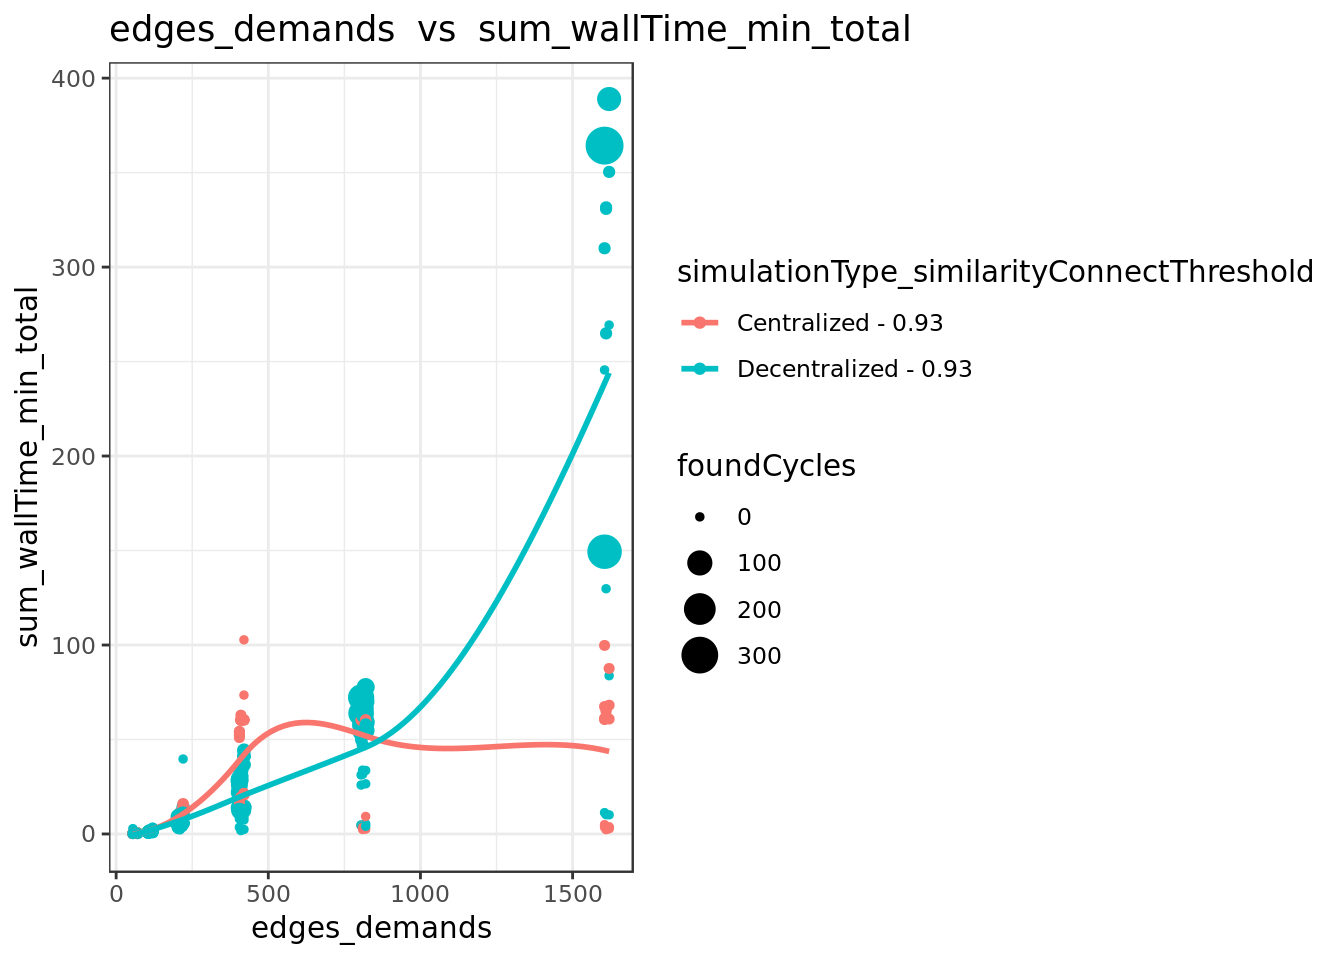 edges_demands  vs  sum_wallTime_min_total
sum_wallTime_min_total
400
300
200
100
0
0
500
1000
1500
edges_demands
simulationType_similarityConnectThreshold
Centralized - 0.93
Decentralized - 0.93
foundCycles
0
100
200
300